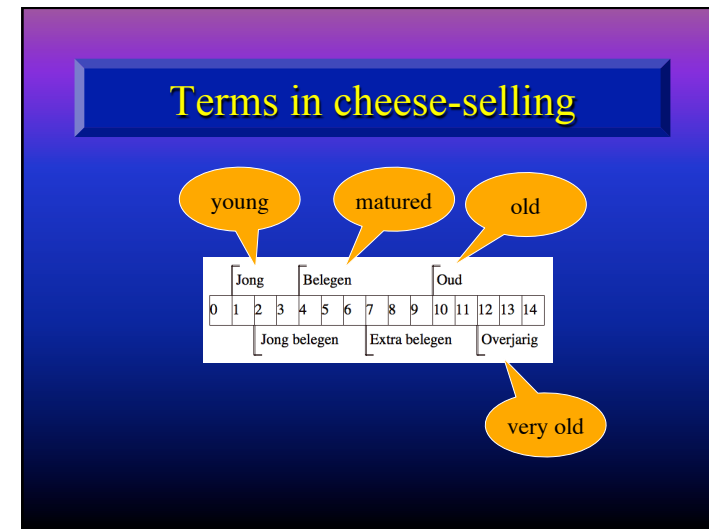 Terms in cheese-selling
young matured old
Jong Belegen Oud
0 1 2 3 4 5 6 7 8 9 10 11 12 13 14
Jong belegen Extra belegen Overjarig
very old